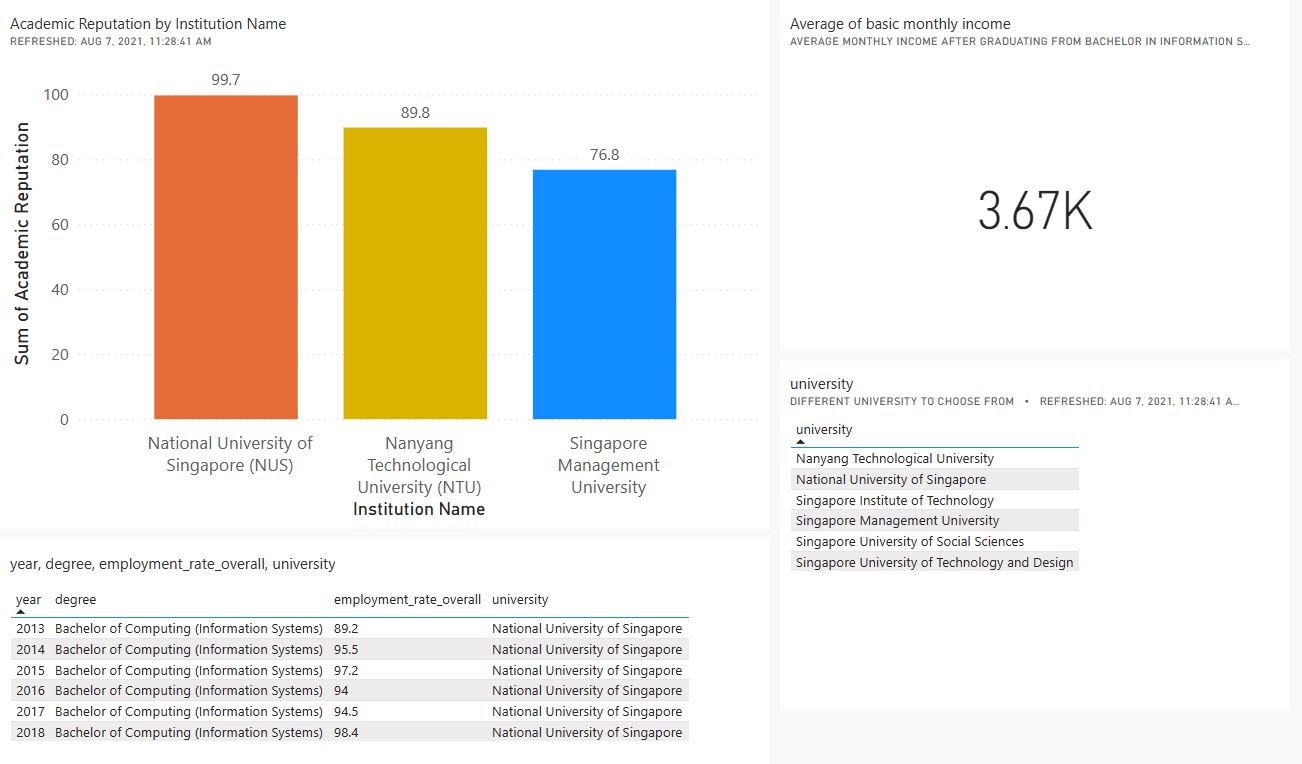 Academic Reputation by Institution Name
REFRESHED: AUG 7, 2021, 11:28:41 AM
Sum of Academic Reputation
100
80
60
40
20
0
99.7
89.8
76.8
National University of
Singapore (NUS)
Nanyang
Technological
University (NTU)
Singapore
Management
University
Institution Name
Average of basic monthly income
AVERAGE MONTHLY INCOME AFTER GRADUATING FROM BACHELOR IN INFORMATION S...
3.67K
university
DIFFERENT UNIVERSITY TO CHOOSE FROM • REFRESHED: AUG 7, 2021, 11:28:41 A...
university
Nanyang Technological University
National University of Singapore
Singapore Institute of Technology
Singapore Management University
Singapore University of Social Sciences
Singapore University of Technology and Design
year, degree, employment_rate_overall, university
year degree employment_rate_overall university
2013 Bachelor of Computing (Information Systems) 89.2 National University of Singapore
2014 Bachelor of Computing (Information Systems) 95.5 National University of Singapore
2015 Bachelor of Computing (Information Systems) 97.2 National University of Singapore
2016 Bachelor of Computing (Information Systems) 94 National University of Singapore
2017 Bachelor of Computing (Information Systems) 94.5 National University of Singapore
2018 Bachelor of Computing (Information Systems) 98.4 National University of Singapore